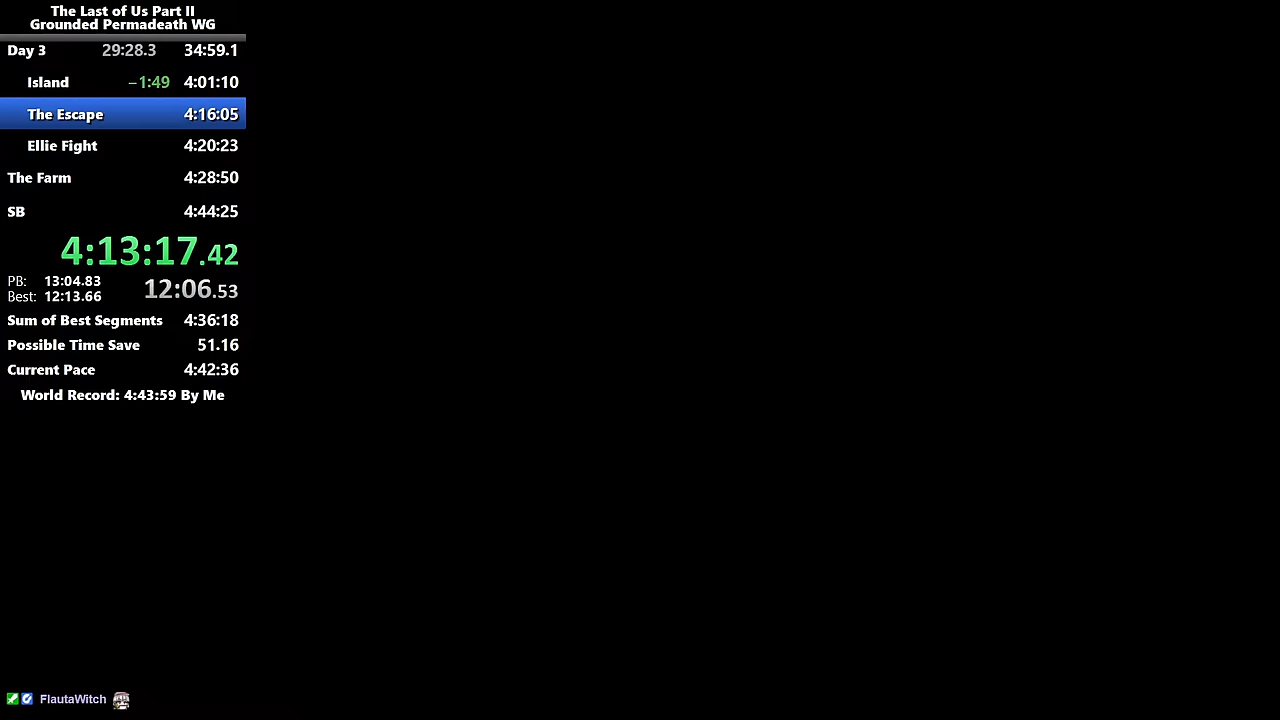 The Last of Us Part II
Grounded Permadeath WG
Day 3 29:28.3 34:59.1
Island −1:49 4:01:10
The Escape 4:16:05
Ellie Fight 4:20:23
The Farm 4:28:50
SB 4:44:25
4:13:17.42
PB: 13:04.83
12:06.53
Best: 12:13.66
Sum of Best Segments 4:36:18
Possible Time Save 51.16
Current Pace 4:42:36
World Record: 4:43:59 By Me
FlautaWitch